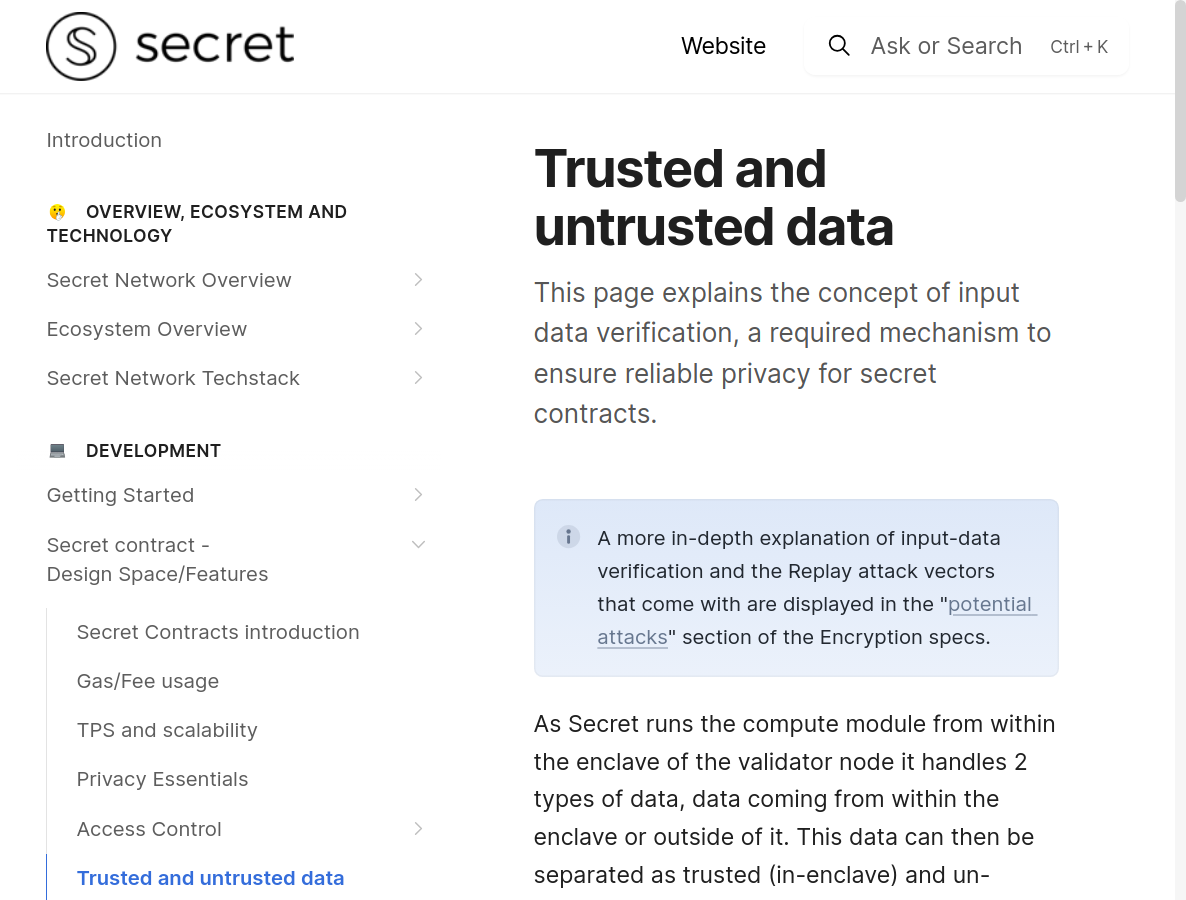 secret
Website
Ask or Search
Ctrl + K
Introduction
OVERVIEW, ECOSYSTEM AND
TECHNOLOGY
Secret Network Overview
Ecosystem Overview
Secret Network Techstack
DEVELOPMENT
Getting Started
Secret contract -
Design Space/Features
Secret Contracts introduction
Gas/Fee usage
TPS and scalability
Privacy Essentials
Access Control
Trusted and untrusted data
Trusted and
untrusted data
This page explains the concept of input
data verification, a required mechanism to
ensure reliable privacy for secret
contracts.
A more in-depth explanation of input-data
verification and the Replay attack vectors
that come with are displayed in the "potential
attacks" section of the Encryption specs.
As Secret runs the compute module from within
the enclave of the validator node it handles 2
types of data, data coming from within the
enclave or outside of it. This data can then be
separated as trusted (in-enclave) and un-